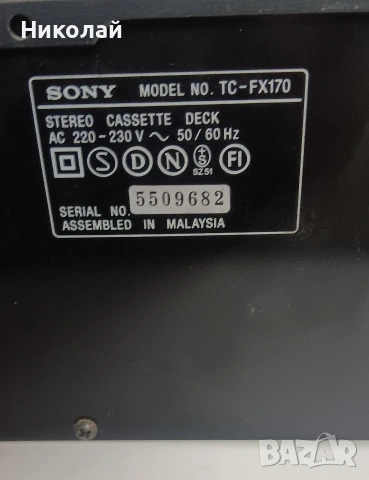 Николай
SONY MODEL NO. TC-FX170
STEREO CASSETTE DECK
AC 220-230 V ~ 50/60 Hz
S D N S FI
SZ 51
SERIAL NO. 5509682
ASSEMBLED IN MALAYSIA
BAZAR